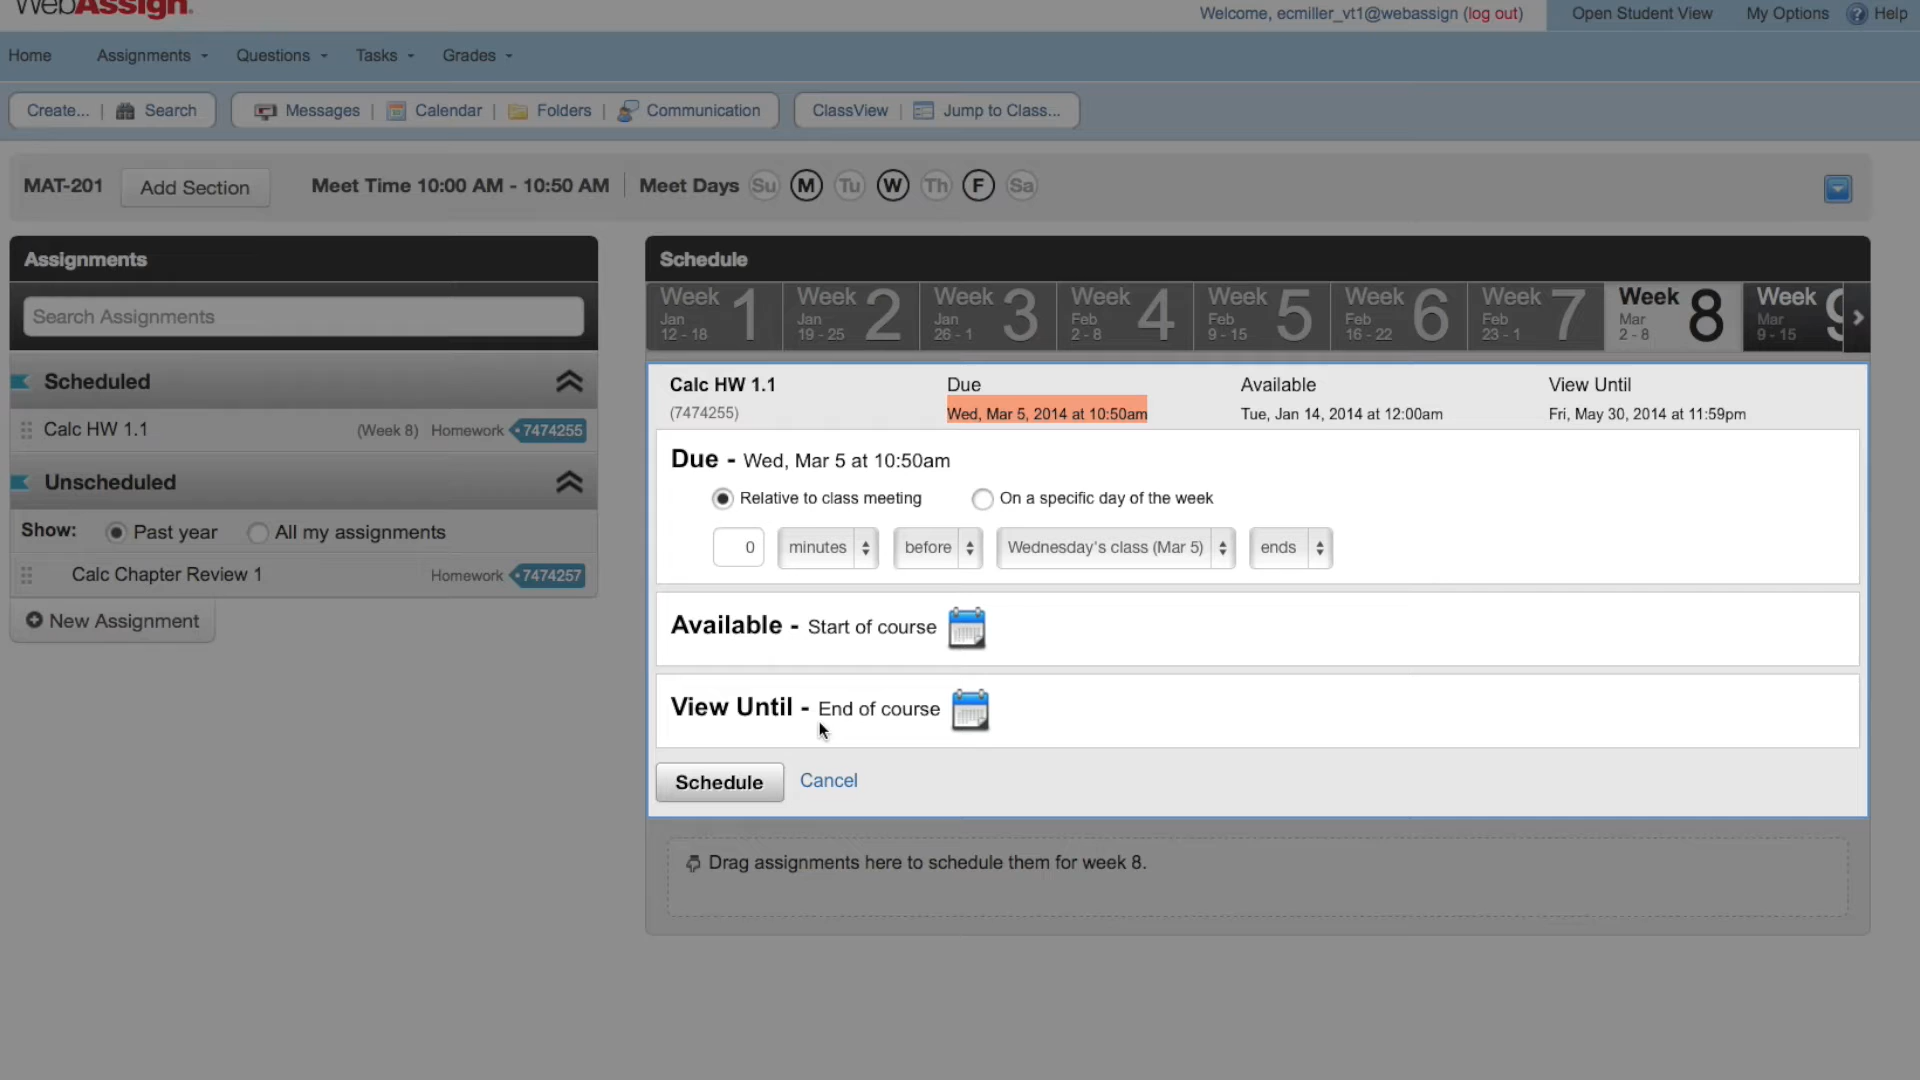 WebAssign.
Welcome, ecmiller_vt1@webassign (log out)
Open Student View
My Options
? Help
Home
Assignments
Questions
Tasks
Grades
Create... | Search
Messages | Calendar | Folders | Communication
ClassView | Jump to Class...
MAT-201
Add Section
Meet Time 10:00 AM - 10:50 AM
Meet Days Su M Tu W Th F Sa
Assignments
Search Assignments
Scheduled
Calc HW 1.1 (Week 8) Homework 7474255
Unscheduled
Show: Past year All my assignments
Calc Chapter Review 1 Homework 7474257
New Assignment
Schedule
Week 1 Jan 12 - 18
Week 2 Jan 19 - 25
Week 3 Jan 26 - 1
Week 4 Feb 2 - 8
Week 5 Feb 9 - 15
Week 6 Feb 16 - 22
Week 7 Feb 23 - 1
Week 8 Mar 2 - 8
Week 9 Mar 9 - 15
Calc HW 1.1 Due Available View Until
(7474255) Wed, Mar 5, 2014 at 10:50am Tue, Jan 14, 2014 at 12:00am Fri, May 30, 2014 at 11:59pm
Due - Wed, Mar 5 at 10:50am
Relative to class meeting On a specific day of the week
0 minutes before Wednesday's class (Mar 5) ends
Available - Start of course
View Until - End of course
Schedule Cancel
Drag assignments here to schedule them for week 8.